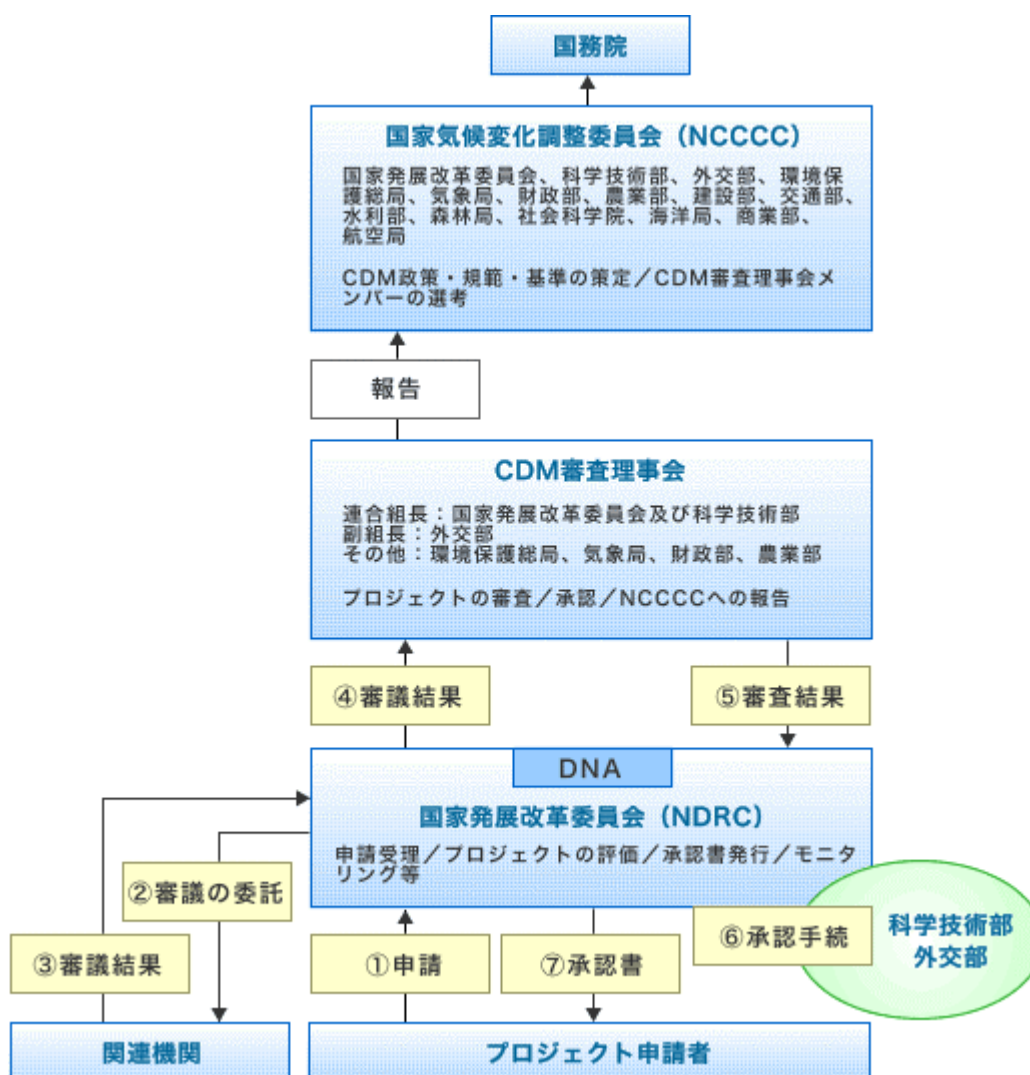 国務院
国家気候変化調整委員会（NCCCC）
国家発展改革委員会、科学技術部、外交部、環境保
護総局、気象局、財政部、農業部、建設部、交通部、
水利部、森林局、社会科学院、海洋局、商業部、
航空局
CDM政策・規範・基準の策定／CDM審査理事会メ
ンバーの選考
報告
CDM審査理事会
連合組長：国家発展改革委員会及び科学技術部
副組長：外交部
その他：環境保護総局、気象局、財政部、農業部
プロジェクトの審査／承認／NCCCCへの報告
④審議結果
⑤審査結果
DNA
国家発展改革委員会（NDRC）
申請受理／プロジェクトの評価／承認書発行／モニタ
リング等
②審議の委託
③審議結果
①申請
⑦承認書
⑥承認手続
科学技術部
外交部
関連機関
プロジェクト申請者